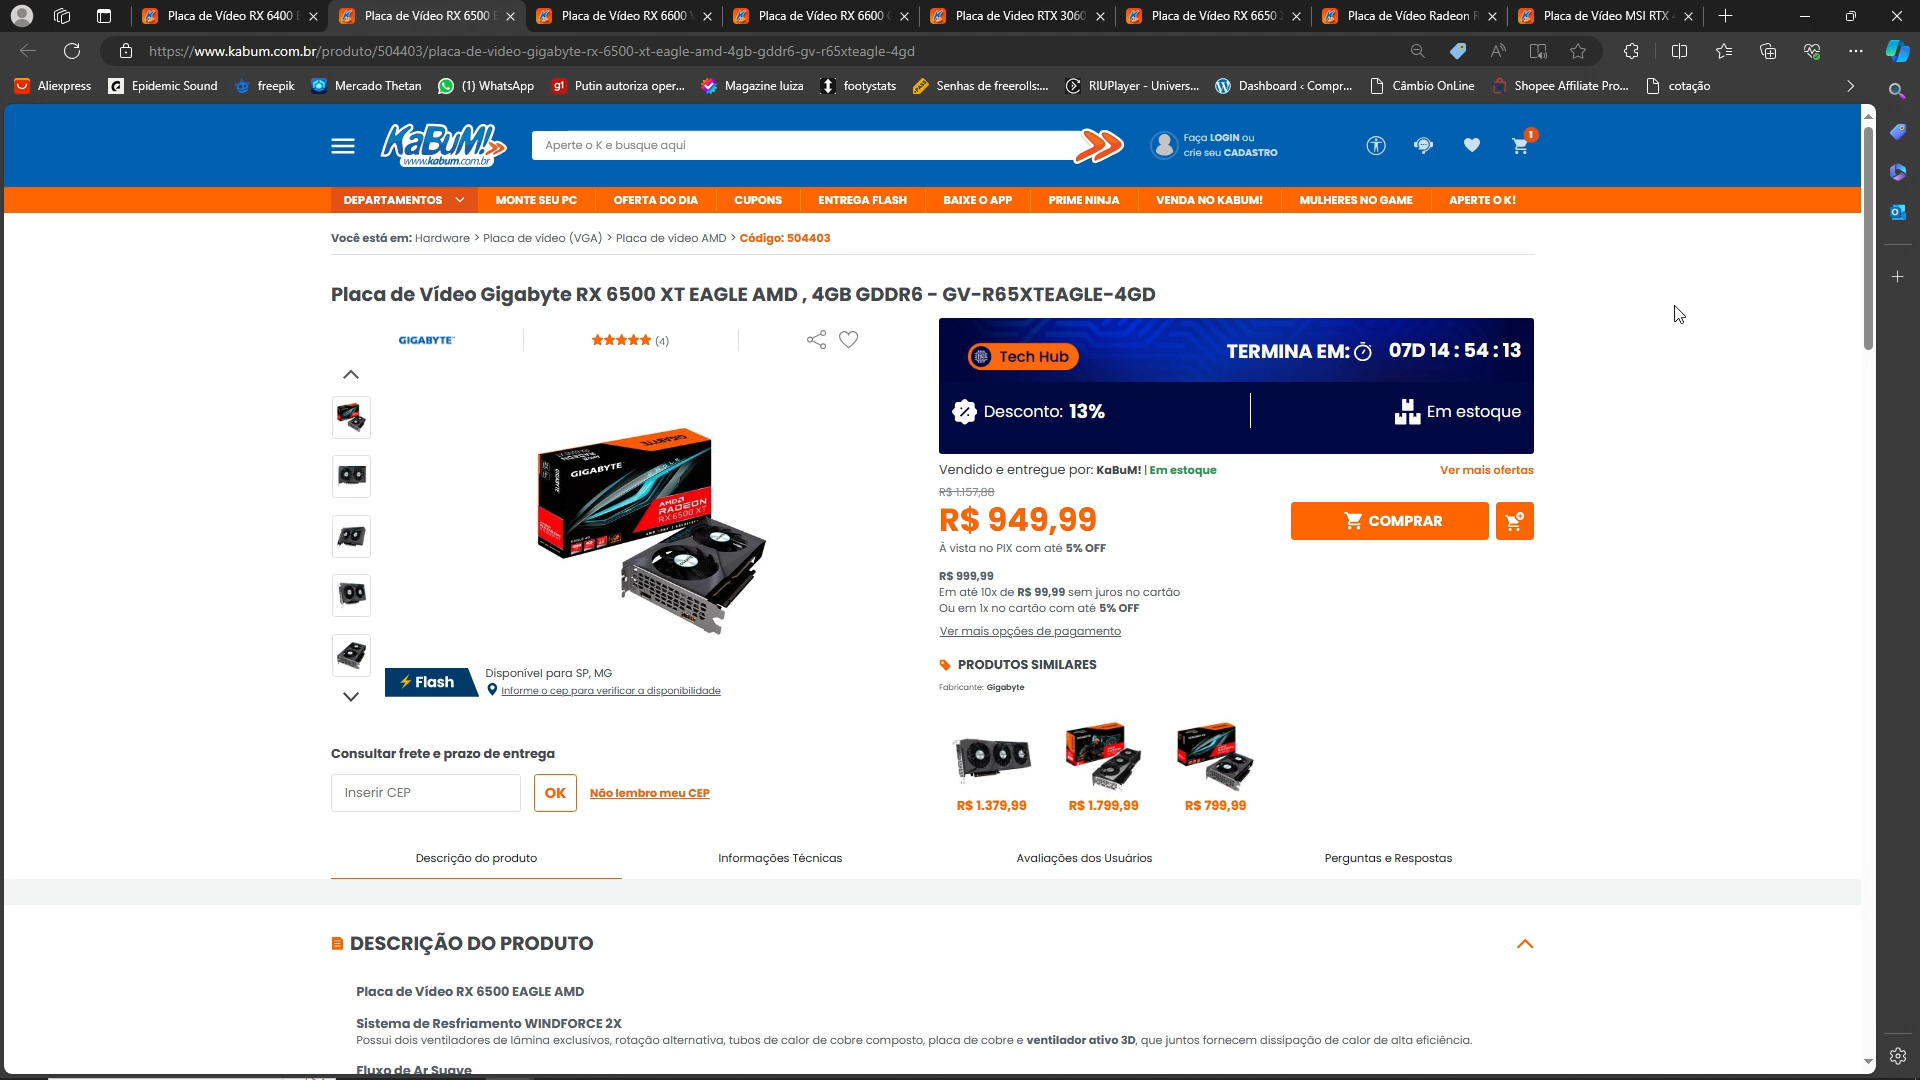 Placa de Vídeo RX 6400 E
Placa de Vídeo RX 6500 E
Placa de Vídeo RX 6600 V
Placa de Vídeo RX 6600 C
Placa de Video RTX 3060
Placa de Vídeo RX 6650 X
Placa de Vídeo Radeon R
Placa de Vídeo MSI RTX 4
https://www.kabum.com.br/produto/504403/placa-de-video-gigabyte-rx-6500-xt-eagle-amd-4gb-gddr6-gv-r65xteagle-4gd
Aliexpress
Epidemic Sound
freepik
Mercado Thetan
(1) WhatsApp
g1 Putin autoriza oper...
Magazine luiza
footystats
Senhas de freerolls:...
RIUPlayer - Univers...
Dashboard ‹ Compr...
Câmbio OnLine
Shopee Affiliate Pro...
cotação
KaBuM!
www.kabum.com.br
Aperte o K e busque aqui
Faça LOGIN ou
crie seu CADASTRO
1
DEPARTAMENTOS
MONTE SEU PC
OFERTA DO DIA
CUPONS
ENTREGA FLASH
BAIXE O APP
PRIME NINJA
VENDA NO KABUM!
MULHERES NO GAME
APERTE O K!
Você está em: Hardware > Placa de vídeo (VGA) > Placa de vídeo AMD > Código: 504403
Placa de Vídeo Gigabyte RX 6500 XT EAGLE AMD , 4GB GDDR6 - GV-R65XTEAGLE-4GD
GIGABYTE™
(4)
Tech Hub
TERMINA EM: 07D 14 : 54 : 13
Desconto: 13%
Em estoque
GIGABYTE
AMD
RADEON
RX 6500 XT
Vendido e entregue por: KaBuM! | Em estoque
Ver mais ofertas
R$ 1.157,88
R$ 949,99
COMPRAR
À vista no PIX com até 5% OFF
R$ 999,99
Em até 10x de R$ 99,99 sem juros no cartão
Ou em 1x no cartão com até 5% OFF
Ver mais opções de pagamento
PRODUTOS SIMILARES
Fabricante: Gigabyte
R$ 1.379,99
R$ 1.799,99
R$ 799,99
Flash
Disponível para SP, MG
Informe o cep para verificar a disponibilidade
Consultar frete e prazo de entrega
Inserir CEP
OK
Não lembro meu CEP
Descrição do produto
Informações Técnicas
Avaliações dos Usuários
Perguntas e Respostas
DESCRIÇÃO DO PRODUTO
Placa de Vídeo RX 6500 EAGLE AMD
Sistema de Resfriamento WINDFORCE 2X
Possui dois ventiladores de lâmina exclusivos, rotação alternativa, tubos de calor de cobre composto, placa de cobre e ventilador ativo 3D, que juntos fornecem dissipação de calor de alta eficiência.
Fluxo de Ar Suave